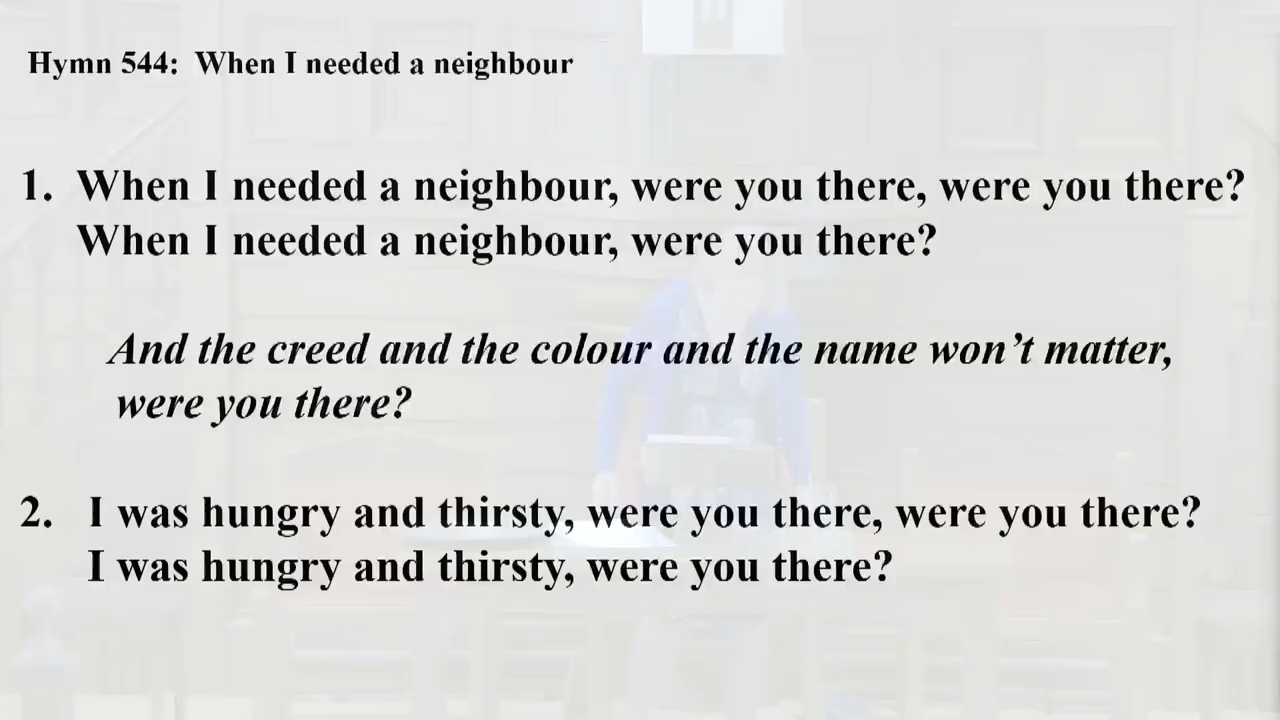 Hymn 544: When I needed a neighbour
1. When I needed a neighbour, were you there, were you there?
When I needed a neighbour, were you there?
And the creed and the colour and the name won’t matter,
were you there?
2. I was hungry and thirsty, were you there, were you there?
I was hungry and thirsty, were you there?